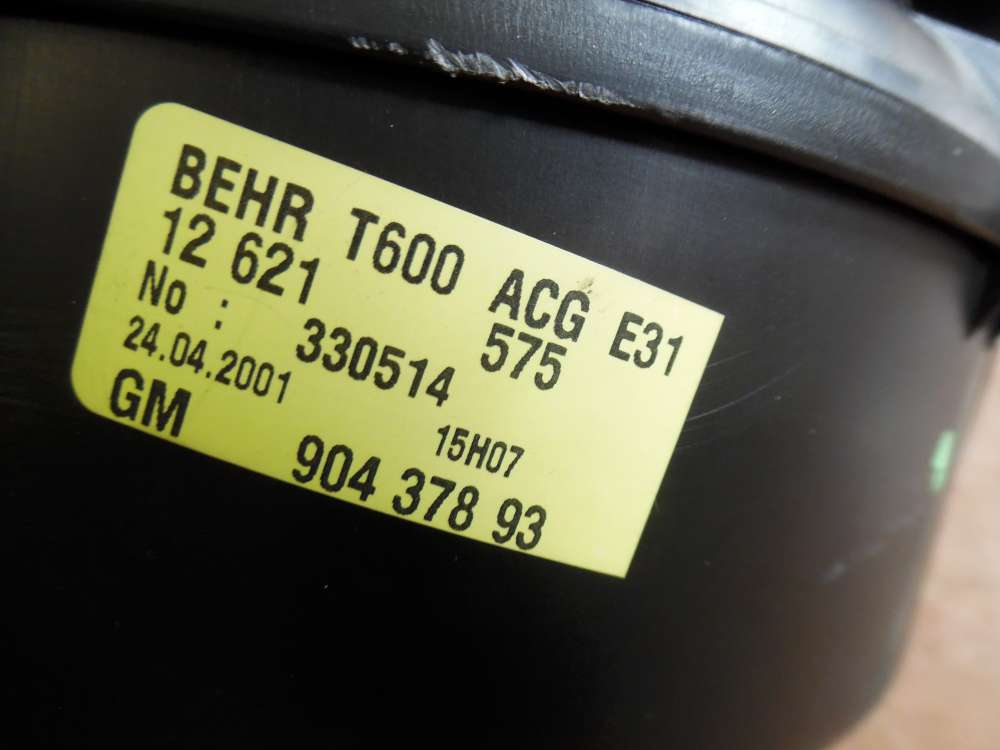 BEHR T600 ACG E31
12 621 575
No : 330514
24.04.2001 15H07
GM 904 378 93